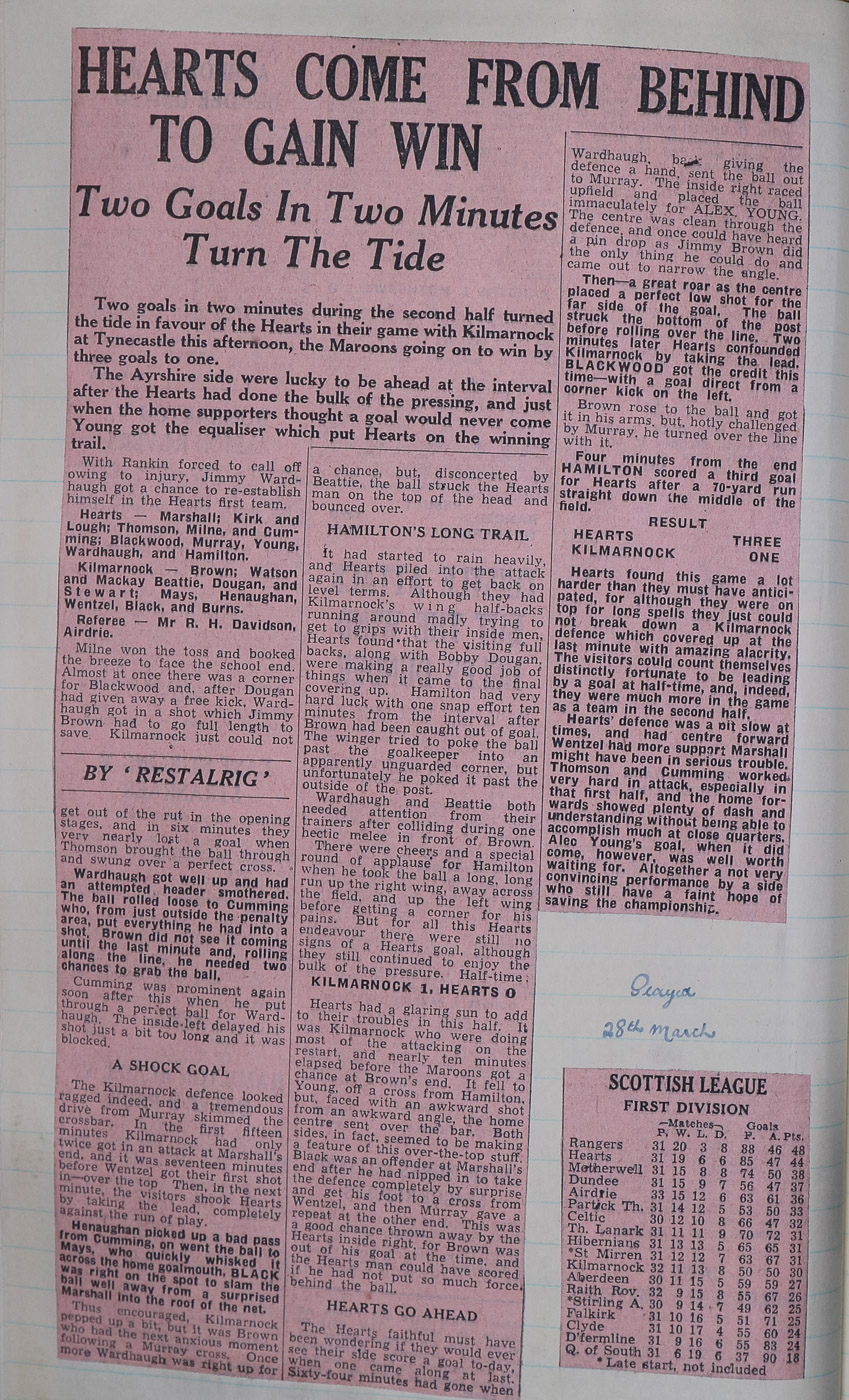 HEARTS COME FROM BEHIND
TO GAIN WIN
Two Goals In Two Minutes
Turn The Tide
Two goals in two minutes during the second half turned
the tide in favour of the Hearts in their game with Kilmarnock
at Tynecastle this afternoon, the Maroons going on to win by
three goals to one.
The Ayrshire side were lucky to be ahead at the interval
after the Hearts had done the bulk of the pressing, and just
when the home supporters thought a goal would never come
Young got the equaliser which put Hearts on the winning
trail.
With Rankin forced to call off
owing to injury, Jimmy Ward-
haugh got a chance to re-establish
himself in the Hearts first team.
Hearts — Marshall; Kirk and
Lough; Thomson, Milne, and Cum-
ming; Blackwood, Murray, Young,
Wardhaugh, and Hamilton.
Kilmarnock — Brown; Watson
and Mackay Beattie, Dougan, and
Stewart; Mays, Henaughan,
Wentzel, Black, and Burns.
Referee — Mr R. H. Davidson,
Airdrie.
Milne won the toss and booked
the breeze to face the school end.
Almost at once there was a corner
for Blackwood and, after Dougan
had given away a free kick, Ward-
haugh got in a shot which Jimmy
Brown had to go full length to
save. Kilmarnock just could not
BY 'RESTALRIG'
get out of the rut in the opening
stages, and in six minutes they
very nearly lost a goal when
Thomson brought the ball through
and swung over a perfect cross.
Wardhaugh got well up and had
an attempted header smothered.
The ball rolled loose to Cumming
who, from just outside the penalty
area, put everything he had into a
shot. Brown did not see it coming
until the last minute and, rolling
along the line, he needed two
chances to grab the ball.
Cumming was prominent again
soon after this when he put
through a perfect ball for Ward-
haugh. The inside-left delayed his
shot just a bit too long and it was
blocked.
A SHOCK GOAL
The Kilmarnock defence looked
ragged indeed, and a tremendous
drive from Murray skimmed the
crossbar. In the first fifteen
minutes Kilmarnock had only
twice got in an attack at Marshall's
end, and it was seventeen minutes
before Wentzel got their first shot
in—over the top. Then, in the next
minute, the visitors shook Hearts
by taking the lead, completely
against the run of play.
Henaughan picked up a bad pass
from Cumming, on went the ball to
Mays, who quickly whisked it
across the home goalmouth. BLACK
was right on the spot to slam the
ball well away from a surprised
Marshall into the roof of the net.
Thus encouraged, Kilmarnock
pepped up a bit, but it was Brown
who had the next anxious moment
following a Murray cross. Once
more Wardhaugh was right up for
a chance, but, disconcerted by
Beattie, the ball struck the Hearts
man on the top of the head and
bounced over.
HAMILTON'S LONG TRAIL
It had started to rain heavily,
and Hearts piled into the attack
again in an effort to get back on
level terms. Although they had
Kilmarnock's wing half-backs
running around madly trying to
get to grips with their inside men,
Hearts found that the visiting full
backs, along with Bobby Dougan,
were making a really good job of
things when it came to the final
covering up. Hamilton had very
hard luck with one snap effort ten
minutes from the interval after
Brown had been caught out of goal.
The winger tried to poke the ball
past the goalkeeper into an
apparently unguarded corner, but
unfortunately he poked it past the
outside of the post.
Wardhaugh and Beattie both
needed attention from their
trainers after colliding during one
hectic melee in front of Brown.
There were cheers and a special
round of applause for Hamilton
when he took the ball a long, long
run up the right wing, away across
the field, and up the left wing
before getting a corner for his
pains. But for all this Hearts
endeavour there were still no
signs of a Hearts goal, although
they still continued to enjoy the
bulk of the pressure. Half-time:
KILMARNOCK 1, HEARTS 0
Hearts had a glaring sun to add
to their troubles in this half. It
was Kilmarnock who were doing
most of the attacking on the
restart, and nearly ten minutes
elapsed before the Maroons got a
chance at Brown's end. It fell to
Young, off a cross from Hamilton,
but, faced with an awkward shot
from an awkward angle, the home
centre sent over the bar. Both
sides, in fact, seemed to be making
a feature of this over-the-top stuff.
Black was an offender at Marshall's
end after he had nipped in to take
the defence completely by surprise
and get his foot to a cross from
Wentzel, and then Murray gave a
repeat at the other end. This was
a good chance thrown away by the
Hearts inside right, for Brown was
out of his goal at the time, and
the Hearts man could have scored
if he had not put so much force
behind the ball.
HEARTS GO AHEAD
The Hearts faithful must have
been wondering if they would ever
see their side score a goal to-day,
when one came along at last.
Sixty-four minutes had gone when
Wardhaugh, back giving the
defence a hand, sent the ball out
to Murray. The inside right raced
upfield and placed the ball
immaculately for ALEX. YOUNG.
The centre was clean through the
defence, and once could have heard
a pin drop as Jimmy Brown did
the only thing he could do and
came out to narrow the angle.
Then—a great roar as the centre
placed a perfect low shot for the
far side of the goal. The ball
struck the bottom of the post
before rolling over the line. Two
minutes later Hearts confounded
Kilmarnock by taking the lead.
BLACKWOOD got the credit this
time—with a goal direct from a
corner kick on the left.
Brown rose to the ball and got
it in his arms, but, hotly challenged
by Murray, he turned over the line
with it.
Four minutes from the end
HAMILTON scored a third goal
for Hearts after a 70-yard run
straight down the middle of the
field.
RESULT
HEARTS THREE
KILMARNOCK ONE
Hearts found this game a lot
harder than they must have antici-
pated, for although they were on
top for long spells they just could
not break down a Kilmarnock
defence which covered up at the
last minute with amazing alacrity.
The visitors could count themselves
distinctly fortunate to be leading
by a goal at half-time, and, indeed,
they were much more in the game
as a team in the second half.
Hearts' defence was a bit slow at
times, and had centre forward
Wentzel had more support Marshall
might have been in serious trouble.
Thomson and Cumming worked
very hard in attack, especially in
that first half, and the home for-
wards showed plenty of dash and
understanding without being able to
accomplish much at close quarters.
Alec Young's goal, when it did
come, however, was well worth
waiting for. Altogether a not very
convincing performance by a side
who still have a faint hope of
saving the championship.
Played
28th March
SCOTTISH LEAGUE
FIRST DIVISION
—Matches— Goals
P. W. L. D. F. A. Pts.
Rangers 31 20 3 8 88 46 48
Hearts 31 19 6 6 85 47 44
Motherwell 31 15 8 8 74 50 38
Dundee 31 15 9 7 56 47 37
Airdrie 33 15 12 6 63 61 36
Partick Th. 31 14 12 5 53 50 33
Celtic 30 12 10 8 66 47 32
Th. Lanark 31 11 11 9 70 72 31
Hibernians 31 13 13 5 65 65 31
*St Mirren 31 12 12 7 63 67 31
Kilmarnock 32 11 13 8 50 50 30
Aberdeen 30 11 15 5 59 59 27
Raith Rov. 32 9 15 8 55 67 26
*Stirling A. 30 9 14 7 49 62 25
Falkirk 31 10 16 5 51 71 25
Clyde 31 10 17 4 55 60 24
D'fermline 31 9 16 6 55 83 24
Q. of South 31 6 19 6 37 90 18
* Late start, not included